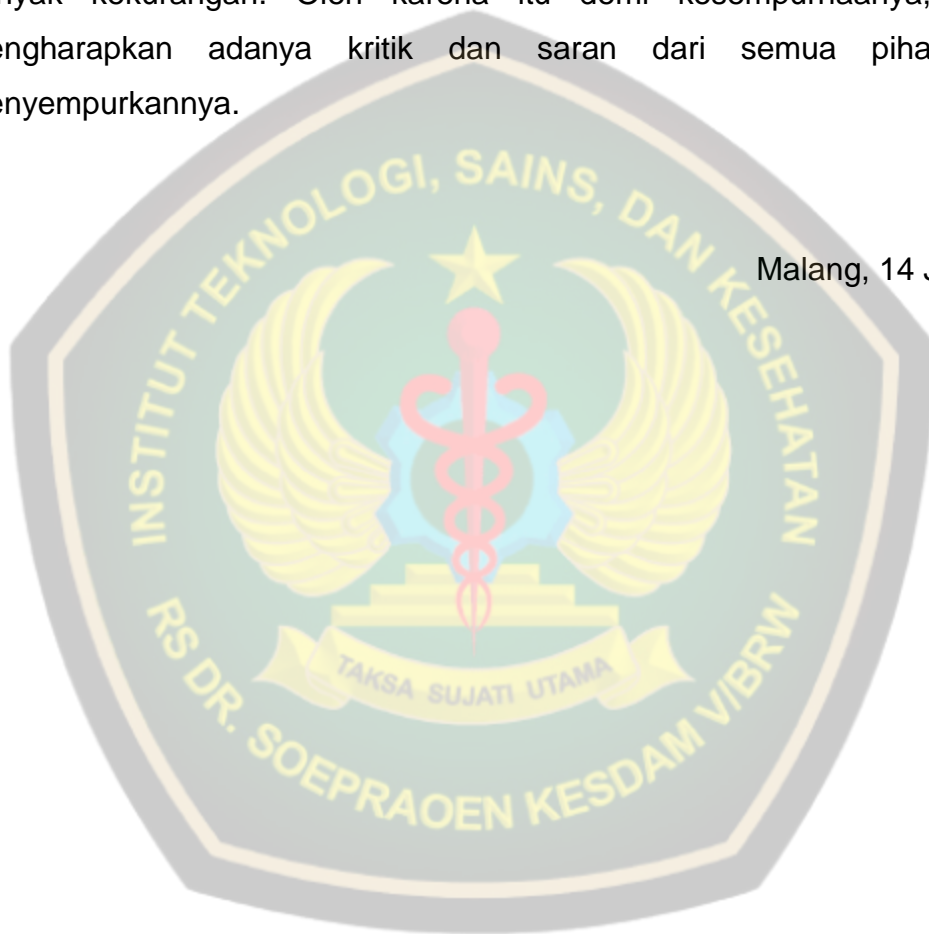 nyak kekurangan. Oleh karena itu demi kesempurnaanya,
engharapkan adanya kritik dan saran dari semua piha
enyempurkannya.
Malang, 14 J
INSTITUT TEKNOLOGI, SAINS, DAN KESEHATAN
TAKSA SUJATI UTAMA
RS DR. SOEPRAOEN KESDAM V/BRW